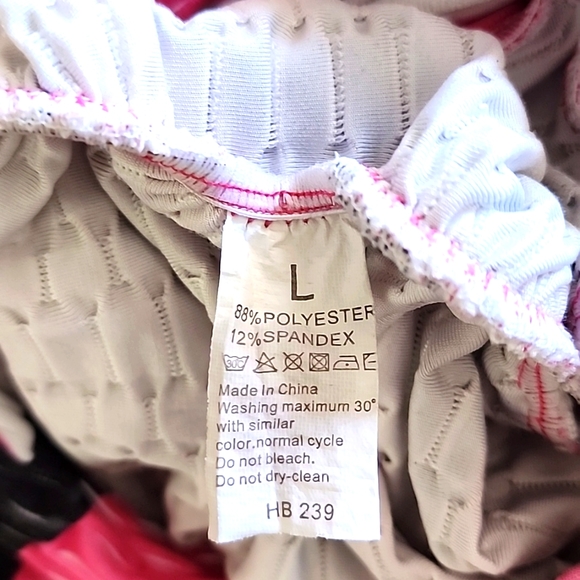 L
88%POLYESTER
12%SPANDEX
30°
Made In China
Washing maximum 30°
with similar
color,normal cycle
Do not bleach.
Do not dry-clean
HB 239